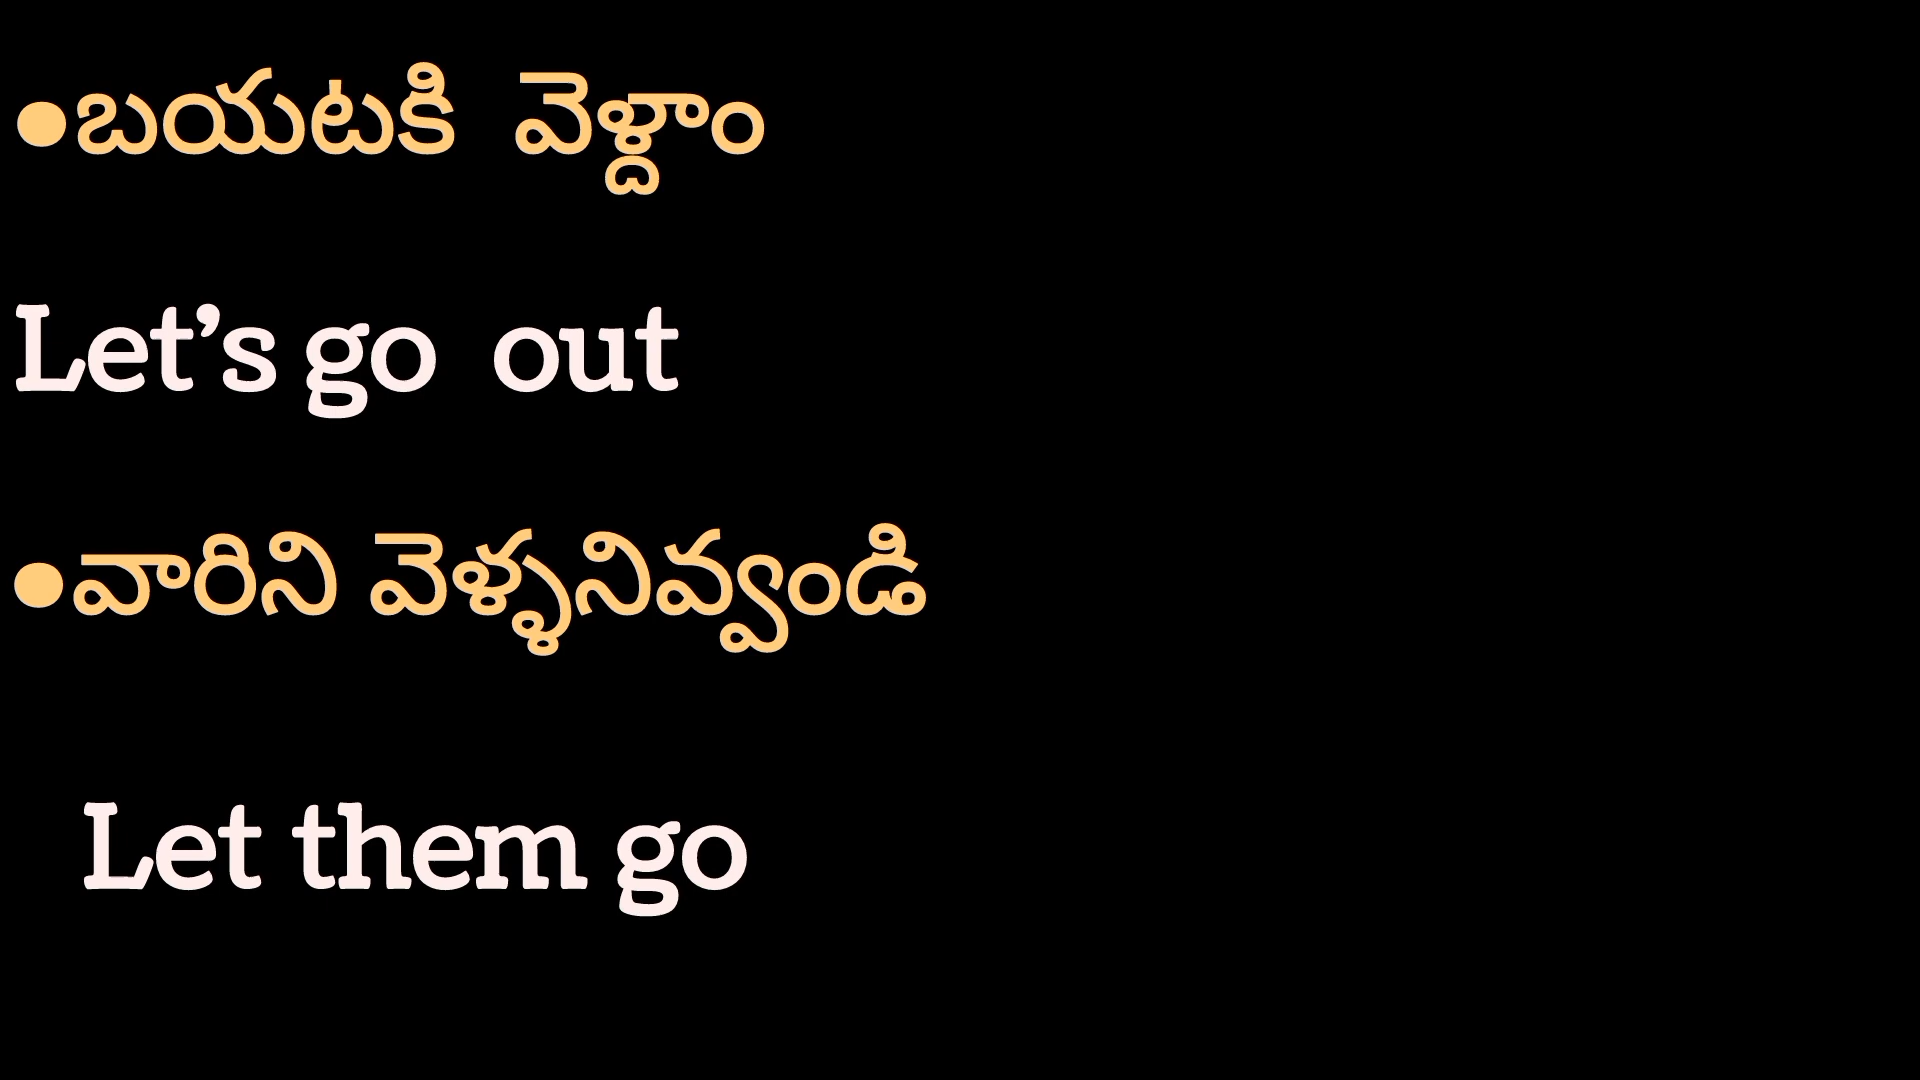 ●బయటకి వెళ్దాం
Let’s go out
●వారిని వెళ్ళనివ్వండి
Let them go